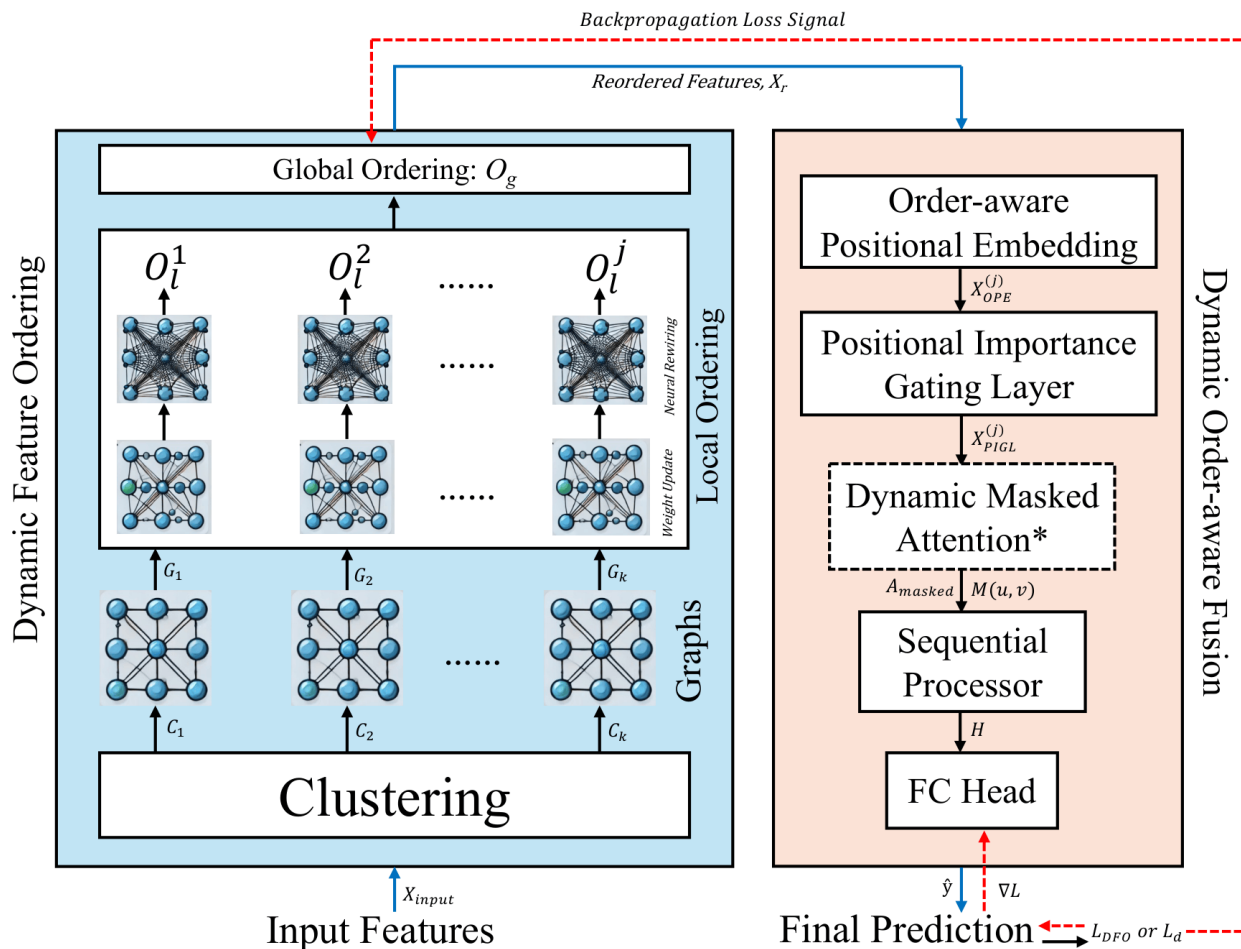 Backpropagation Loss Signal
Reordered Features, X_r
Dynamic Feature Ordering
Global Ordering: O_g
O_l^1 O_l^2 ...... O_l^j
......
Neural Rewiring
......
Weight Update
Local Ordering
G_1 G_2 G_k
......
Graphs
C_1 C_2 C_k
Clustering
X_input
Input Features
Order-aware
Positional Embedding
X_OPE^(j)
Positional Importance
Gating Layer
X_PIGL^(j)
Dynamic Masked
Attention*
A_masked M(u, v)
Sequential
Processor
H
FC Head
Dynamic Order-aware Fusion
ŷ ∇L
Final Prediction
L_DFO or L_d